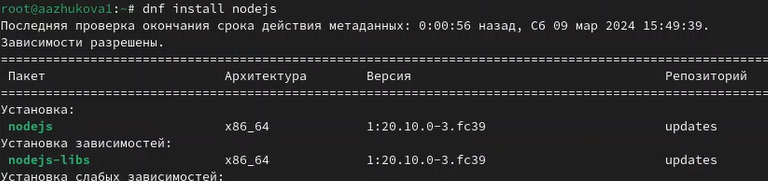 root@aazhukova1:~# dnf install nodejs
Последняя проверка окончания срока действия метаданных: 0:00:56 назад, Сб 09 мар 2024 15:49:39.
Зависимости разрешены.
================================================================================
Пакет Архитектура Версия Репозиторий
================================================================================
Установка:
nodejs x86_64 1:20.10.0-3.fc39 updates
Установка зависимостей:
nodejs-libs x86_64 1:20.10.0-3.fc39 updates
Установка слабых зависимостей: